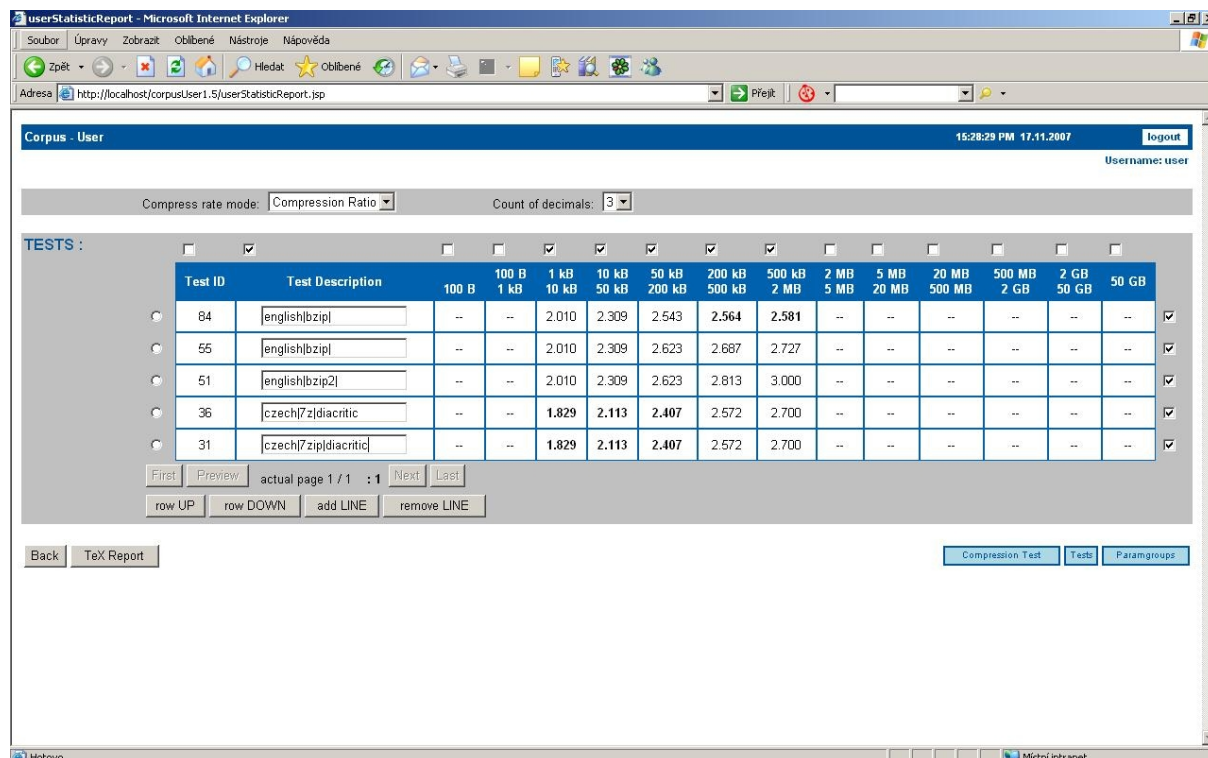 userStatisticReport - Microsoft Internet Explorer
Soubor Úpravy Zobrazit Oblíbené Nástroje Nápověda
Zpět Hledat Oblíbené
Adresa http://localhost/corpusUser1.5/userStatisticReport.jsp Přejít
Corpus - User 15:28:29 PM 17.11.2007 logout
Username: user
Compress rate mode: Compression Ratio Count of decimals: 3
TESTS :
Test ID Test Description 100 B 100 B 1 kB 1 kB 10 kB 10 kB 50 kB 50 kB 200 kB 200 kB 500 kB 500 kB 2 MB 2 MB 5 MB 5 MB 20 MB 20 MB 500 MB 500 MB 2 GB 2 GB 50 GB 50 GB
84 english|bzip| -- -- 2.010 2.309 2.543 2.564 2.581 -- -- -- -- -- --
55 english|bzip| -- -- 2.010 2.309 2.623 2.687 2.727 -- -- -- -- -- --
51 english|bzip2| -- -- 2.010 2.309 2.623 2.813 3.000 -- -- -- -- -- --
36 czech|7z|diacritic -- -- 1.829 2.113 2.407 2.572 2.700 -- -- -- -- -- --
31 czech|7zip|diacritic -- -- 1.829 2.113 2.407 2.572 2.700 -- -- -- -- -- --
First Preview actual page 1 / 1 : 1 Next Last
row UP row DOWN add LINE remove LINE
Back TeX Report Compression Test Tests Paramgroups
Hotovo Místní intranet